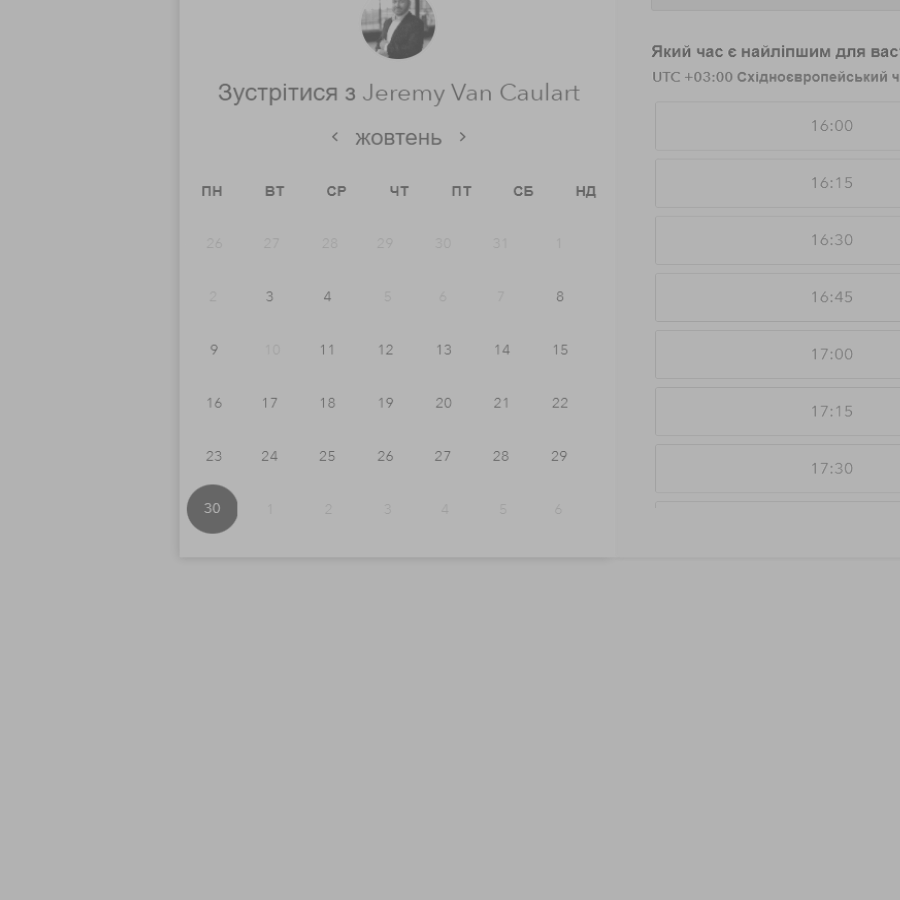 Зустрітися з Jeremy Van Caulart
жовтень
ПН ВТ СР ЧТ ПТ СБ НД
26 27 28 29 30 31 1
2 3 4 5 6 7 8
9 10 11 12 13 14 15
16 17 18 19 20 21 22
23 24 25 26 27 28 29
30 1 2 3 4 5 6
Який час є найліпшим для вас
UTC +03:00 Східноєвропейський ч
16:00
16:15
16:30
16:45
17:00
17:15
17:30